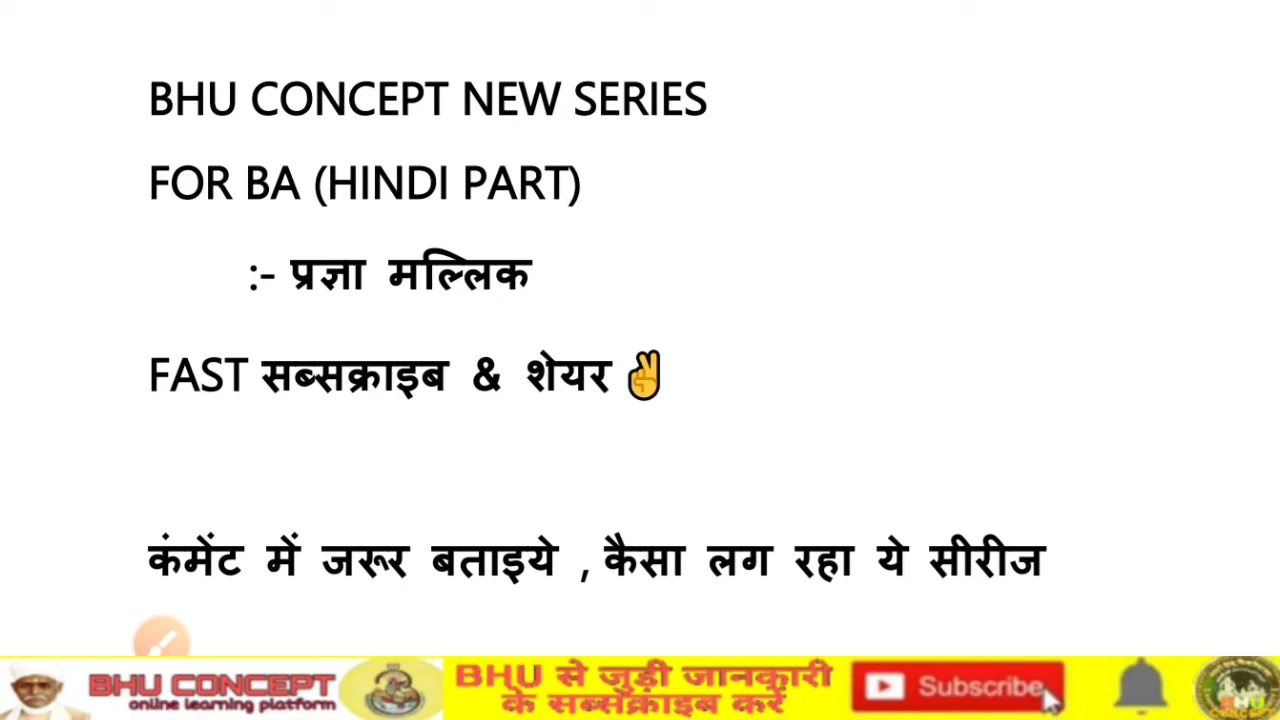 BHU CONCEPT NEW SERIES
FOR BA (HINDI PART)
:- प्रज्ञा मल्लिक
FAST सब्सक्राइब & शेयर✌
कंमेंट में जरूर बताइये , कैसा लग रहा ये सीरीज
BHU CONCEPT
online learning platform
BHU से जुड़ी जानकारी
के सब्सक्राइब करें
Subscribe
BHU